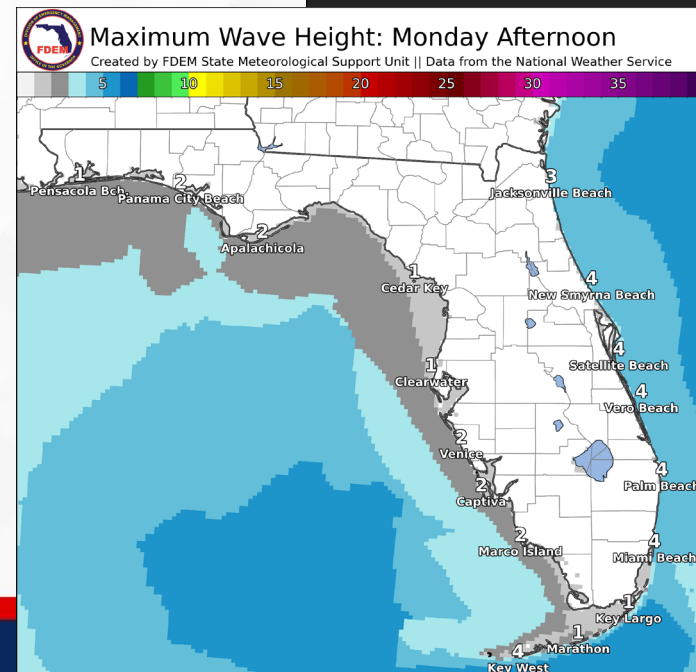 Maximum Wave Height: Monday Afternoon
Created by FDEM State Meteorological Support Unit || Data from the National Weather Service
FDEM
5 10 15 20 25 30 35
1
Pensacola Bch.
2
Panama City Beach
2
Apalachicola
3
Jacksonville Beach
1
Cedar Key
4
New Smyrna Beach
4
Satellite Beach
1
Clearwater
4
Vero Beach
2
Venice
4
Palm Beach
2
Captiva
2
Marco Island
4
Miami Beach
1
Key Largo
1
Marathon
4
Key West